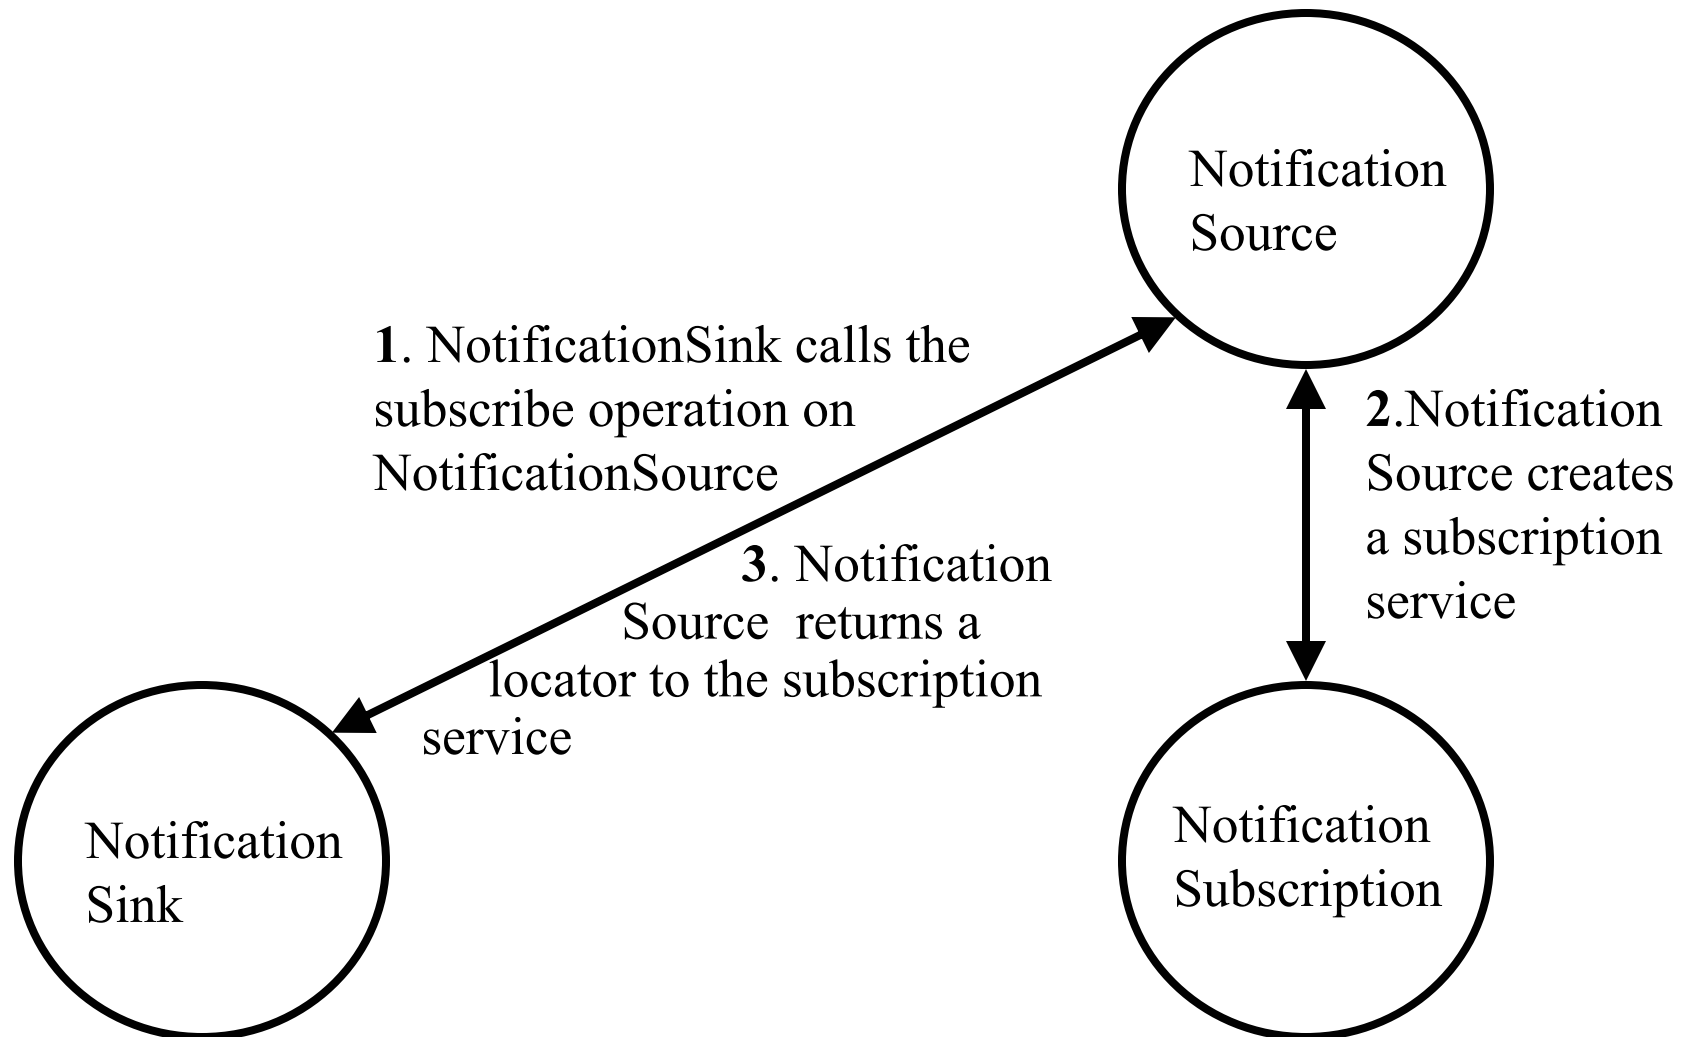 Notification
Source
1. NotificationSink calls the
subscribe operation on
NotificationSource
2.Notification
Source creates
a subscription
service
3. Notification
Source returns a
locator to the subscription
service
Notification
Sink
Notification
Subscription